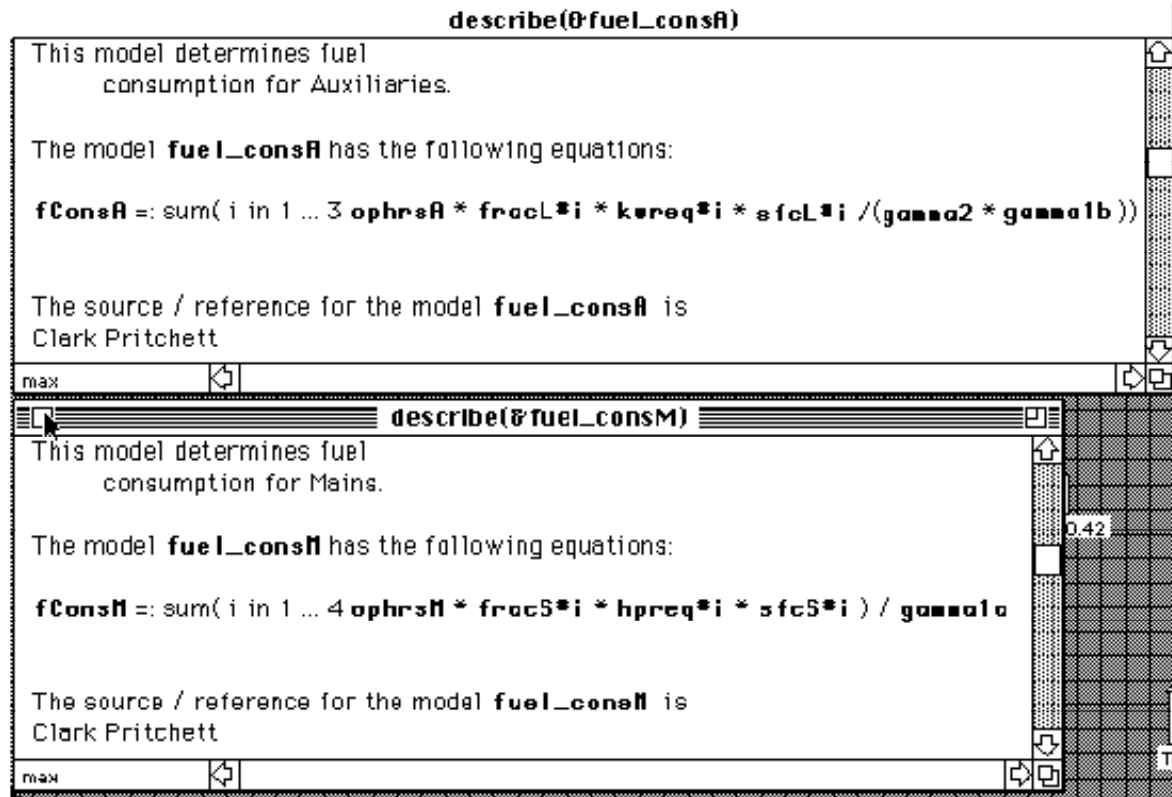 describe(&fuel_consA)
This model determines fuel
consumption for Auxiliaries.
The model fuel_consA has the following equations:
fConsA =: sum( i in 1 ... 3 ophrsA * fracL#i * kwreq#i * sfcL#i /(gamma2 * gamma1b ))
The source / reference for the model fuel_consA is
Clark Pritchett
max
describe(&fuel_consM)
This model determines fuel
consumption for Mains.
0.42
The model fuel_consM has the following equations:
fConsM =: sum( i in 1 ... 4 ophrsM * fracS#i * hpreq#i * sfcS#i ) / gamma1a
The source / reference for the model fuel_consM is
Clark Pritchett
T
max